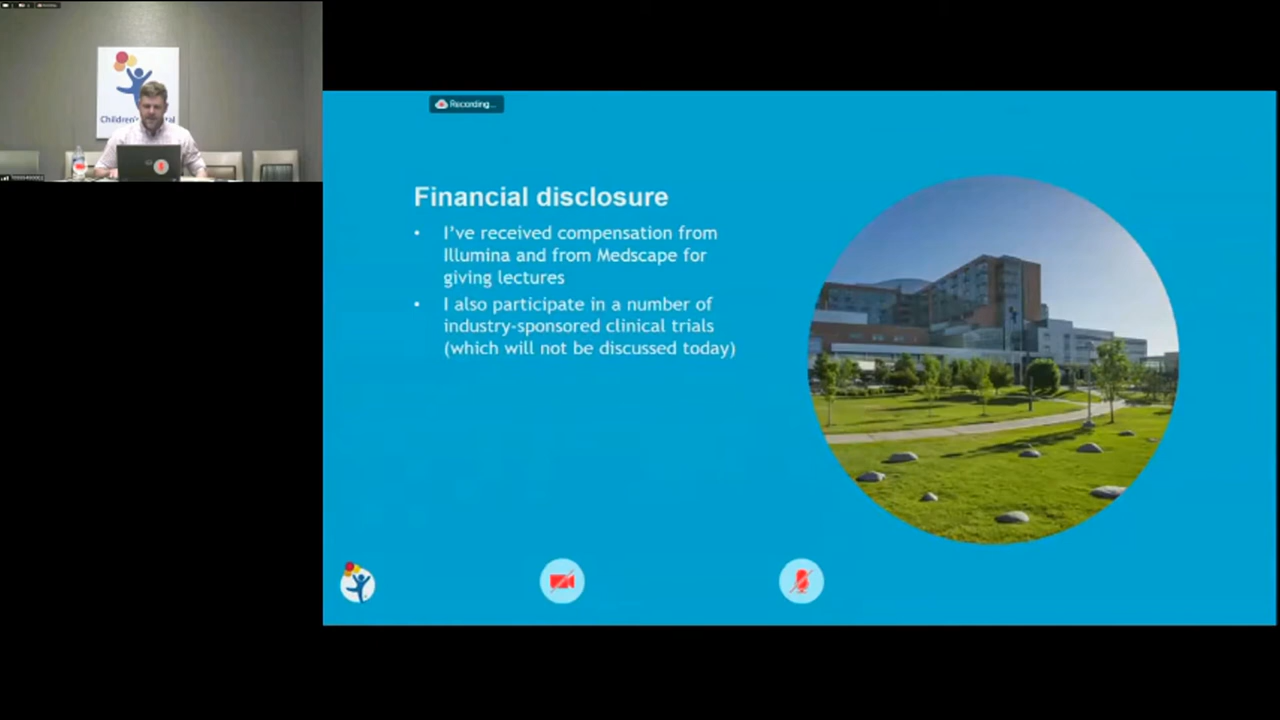 Recording...
Financial disclosure
• I've received compensation from
Illumina and from Medscape for
giving lectures
• I also participate in a number of
industry-sponsored clinical trials
(which will not be discussed today)